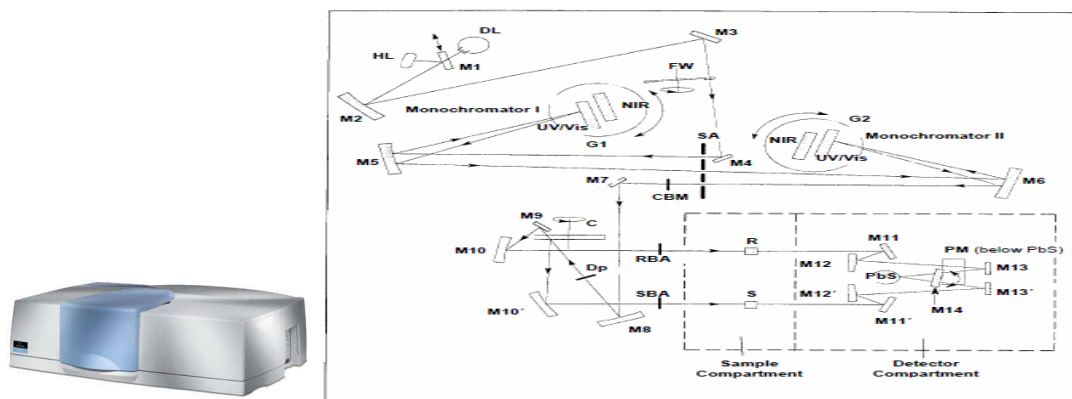 DL
HL
M1
M3
FW
M2
Monochromator I
NIR
UV/Vis
G1
SA
G2
NIR
Monochromator II
UV/Vis
M5
M4
M6
M7
CBM
M9
C
M10
RBA
R
M11
PM (below PbS)
M12
M13
Dp
PbS
SBA
S
M12´
M13´
M10´
M8
M11´
M14
Sample
Compartment
Detector
Compartment